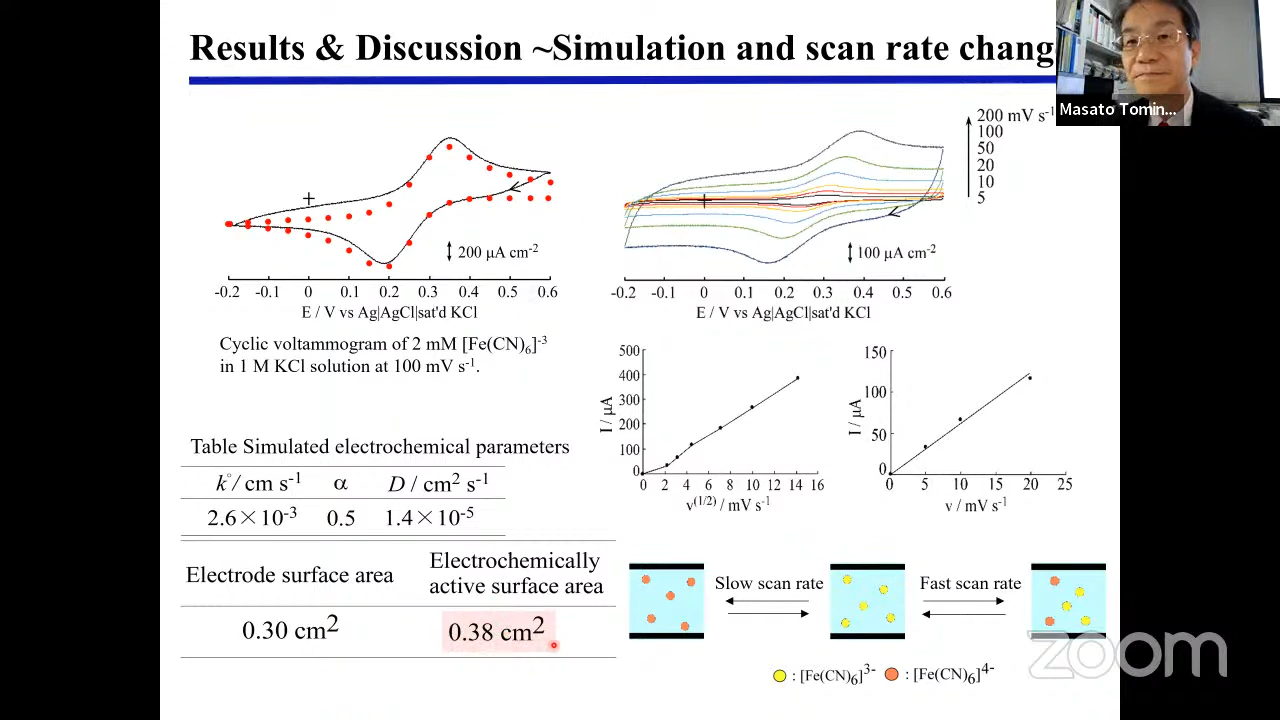 Results & Discussion ~Simulation and scan rate chang
Masato Tomin...
200 µA cm-2
-0.2 -0.1 0 0.1 0.2 0.3 0.4 0.5 0.6
E / V vs Ag|AgCl|sat'd KCl
200 mV s-1
100
50
20
10
5
100 µA cm-2
-0.2 -0.1 0 0.1 0.2 0.3 0.4 0.5 0.6
E / V vs Ag|AgCl|sat'd KCl
Cyclic voltammogram of 2 mM [Fe(CN)6]-3
in 1 M KCl solution at 100 mV s-1.
500
400
300
200
100
0
I / µA
0 2 4 6 8 10 12 14 16
v(1/2) / mV s-1
150
100
50
0
I / µA
0 5 10 15 20 25
v / mV s-1
Table Simulated electrochemical parameters
k°/ cm s-1 α D / cm2 s-1
2.6×10-3 0.5 1.4×10-5
Electrode surface area Electrochemically
active surface area
0.30 cm2 0.38 cm2
Slow scan rate Fast scan rate
: [Fe(CN)6]3- : [Fe(CN)6]4-
zoom